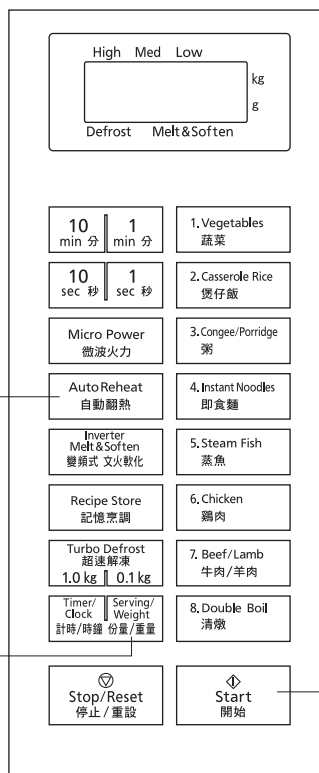 High Med Low
kg
g
Defrost Melt&Soften
10 min 分 1 min 分
10 sec 秒 1 sec 秒
Micro Power
微波火力
Auto Reheat
自動翻熱
Inverter
Melt&Soften
變頻式 文火軟化
Recipe Store
記憶烹調
Turbo Defrost
超速解凍
1.0 kg 0.1 kg
Timer/ Clock
計時/時鐘
Serving/ Weight
份量/重量
Stop/Reset
停止/重設
1. Vegetables
蔬菜
2. Casserole Rice
煲仔飯
3. Congee/Porridge
粥
4. Instant Noodles
即食麵
5. Steam Fish
蒸魚
6. Chicken
鷄肉
7. Beef/Lamb
牛肉/羊肉
8. Double Boil
清燉
Start
開始